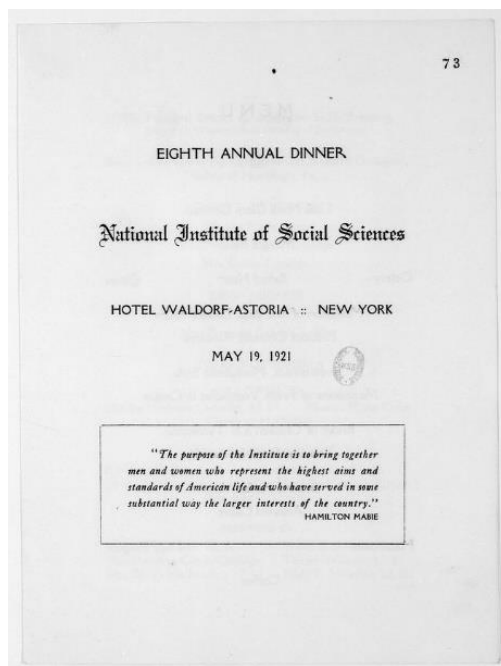 73
EIGHTH ANNUAL DINNER
National Institute of Social Sciences
HOTEL WALDORF-ASTORIA :: NEW YORK
MAY 19, 1921
"The purpose of the Institute is to bring together
men and women who represent the highest aims and
standards of American life and who have served in some
substantial way the larger interests of the country."
HAMILTON MABIE